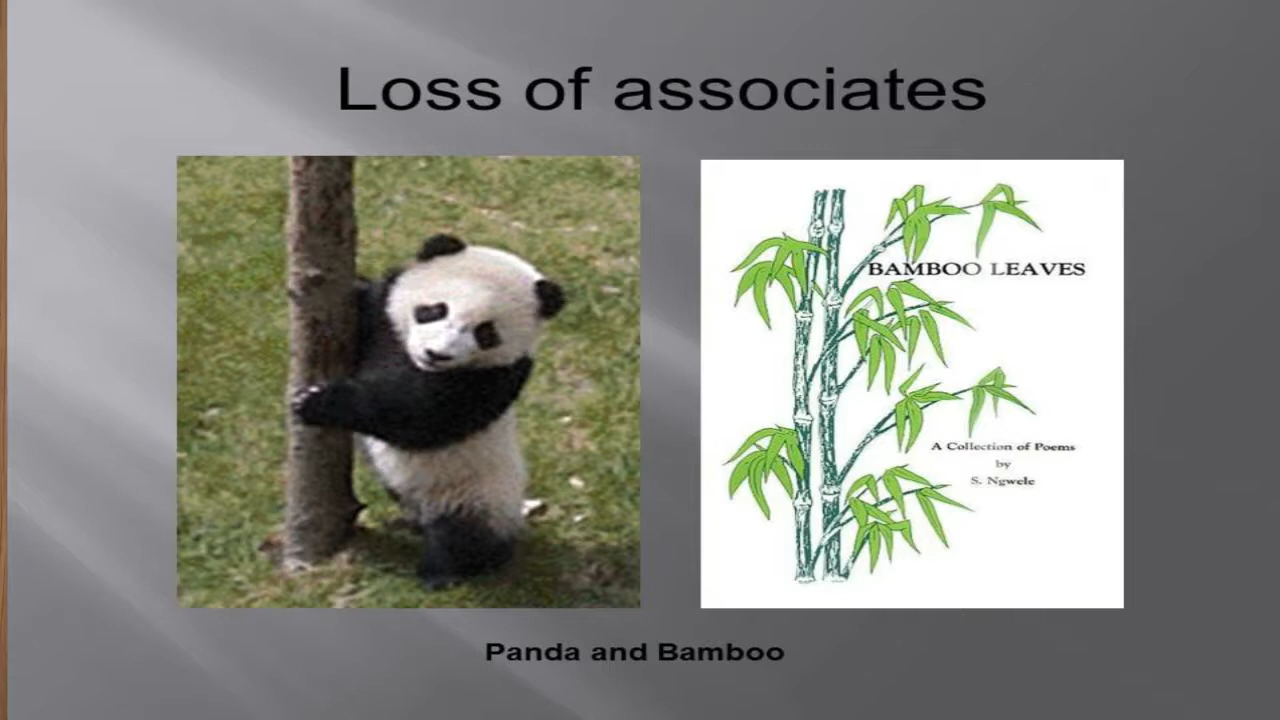 Loss of associates
BAMBOO LEAVES
A Collection of Poems
by
S. Ngwele
Panda and Bamboo